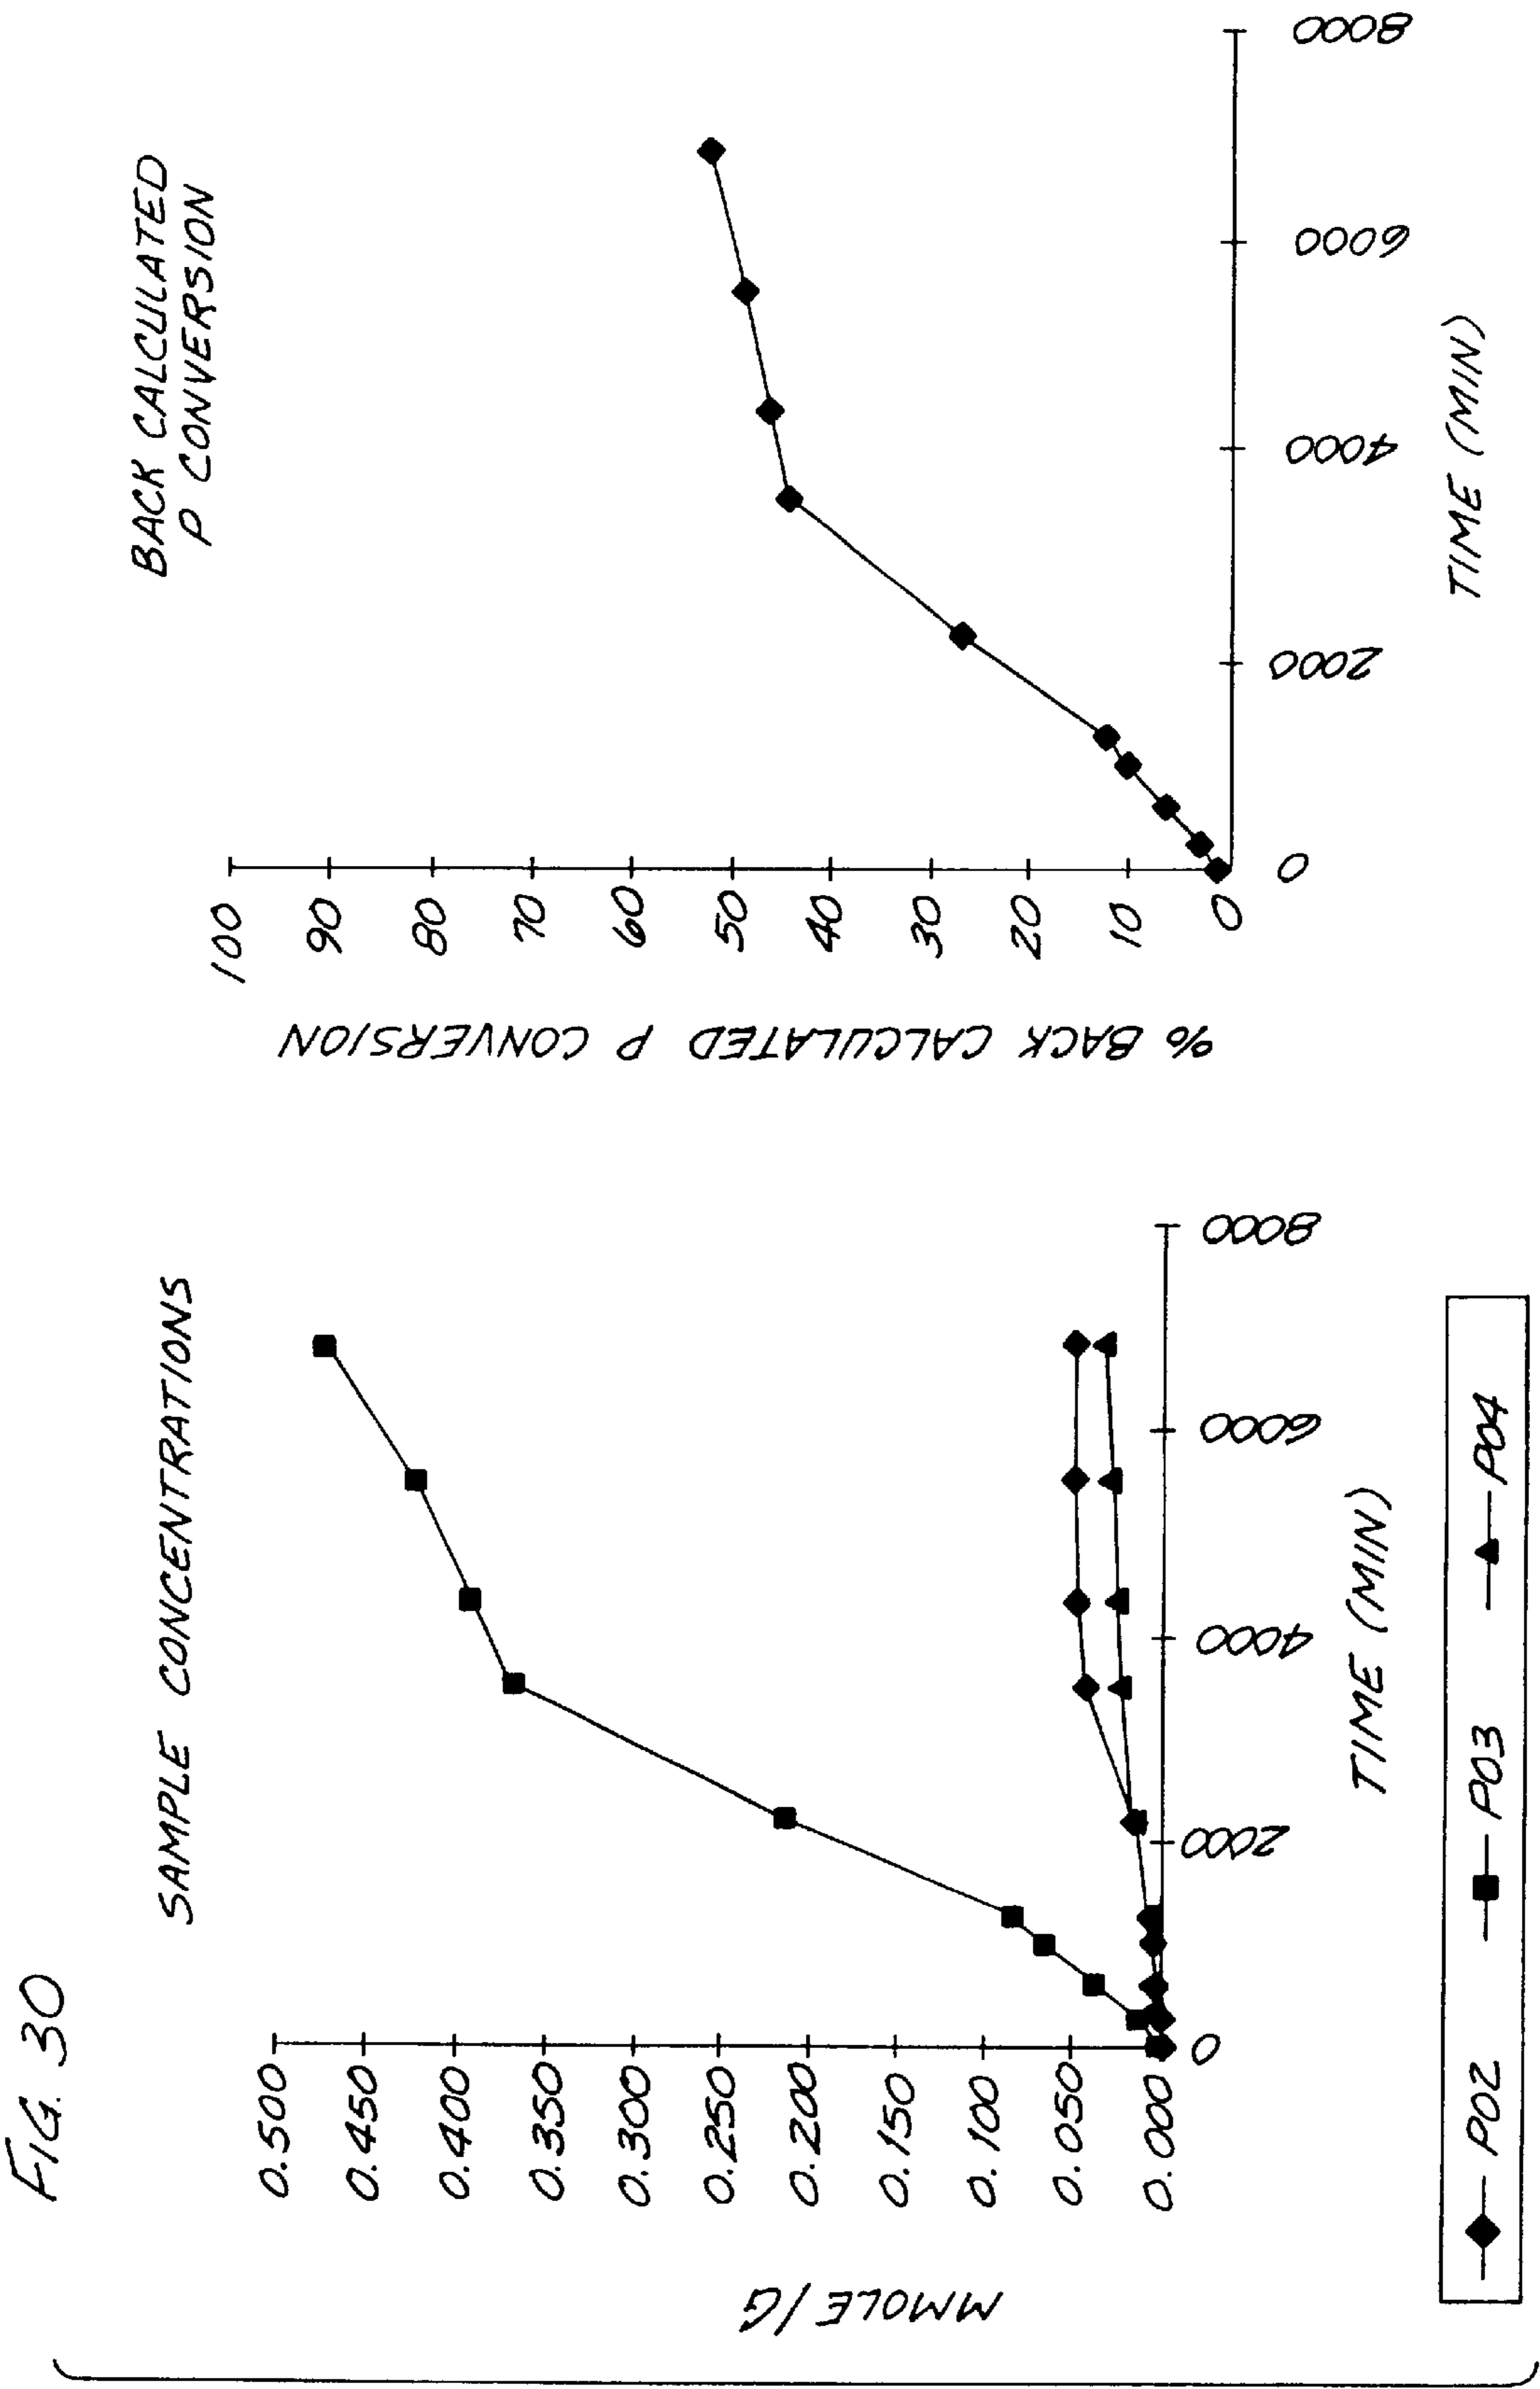 FIG. 30
SAMPLE CONCENTRATIONS
MMOLE/G
0.500
0.450
0.400
0.350
0.300
0.250
0.200
0.150
0.100
0.050
0.000
0
2000
4000
6000
8000
TIME (MIN)
PO2
PO3
PO4
BACK CALCULATED
P CONVERSION
% BACK CALCULATED P CONVERSION
100
90
80
70
60
50
40
30
20
10
0
0
2000
4000
6000
8000
TIME (MIN)